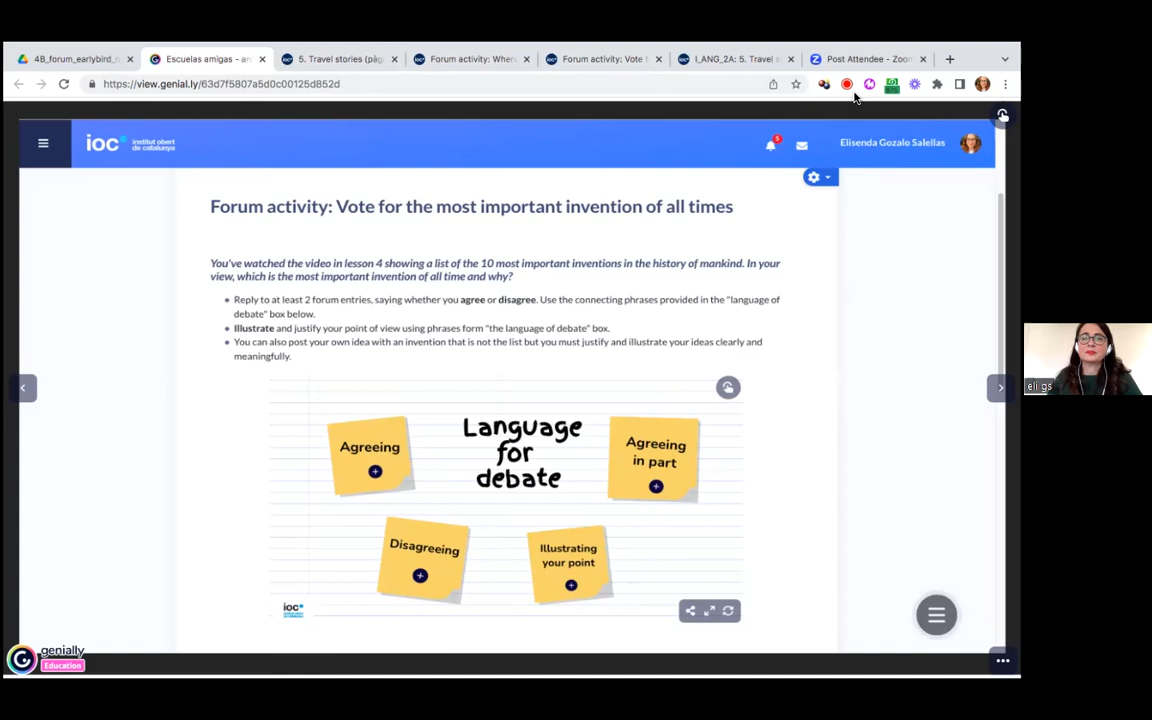 4B_forum_earlybird_
Escuelas amigas - an
5. Travel stories (pàg
Forum activity: Wher
Forum activity: Vote
I_ANG_2A: 5. Travel s
Post Attendee - Zoom
https://view.genial.ly/63d7f5807a5d0c00125d852d
ioc institut obert de catalunya
5
Elisenda Gozalo Salellas
Forum activity: Vote for the most important invention of all times
You've watched the video in lesson 4 showing a list of the 10 most important inventions in the history of mankind. In your
view, which is the most important invention of all time and why?
Reply to at least 2 forum entries, saying whether you agree or disagree. Use the connecting phrases provided in the "language of
debate" box below.
Illustrate and justify your point of view using phrases form "the language of debate" box.
You can also post your own idea with an invention that is not the list but you must justify and illustrate your ideas clearly and
meaningfully.
Agreeing
Language
for
debate
Agreeing
in part
Disagreeing
Illustrating
your point
ioc
genially
Education
eli gs